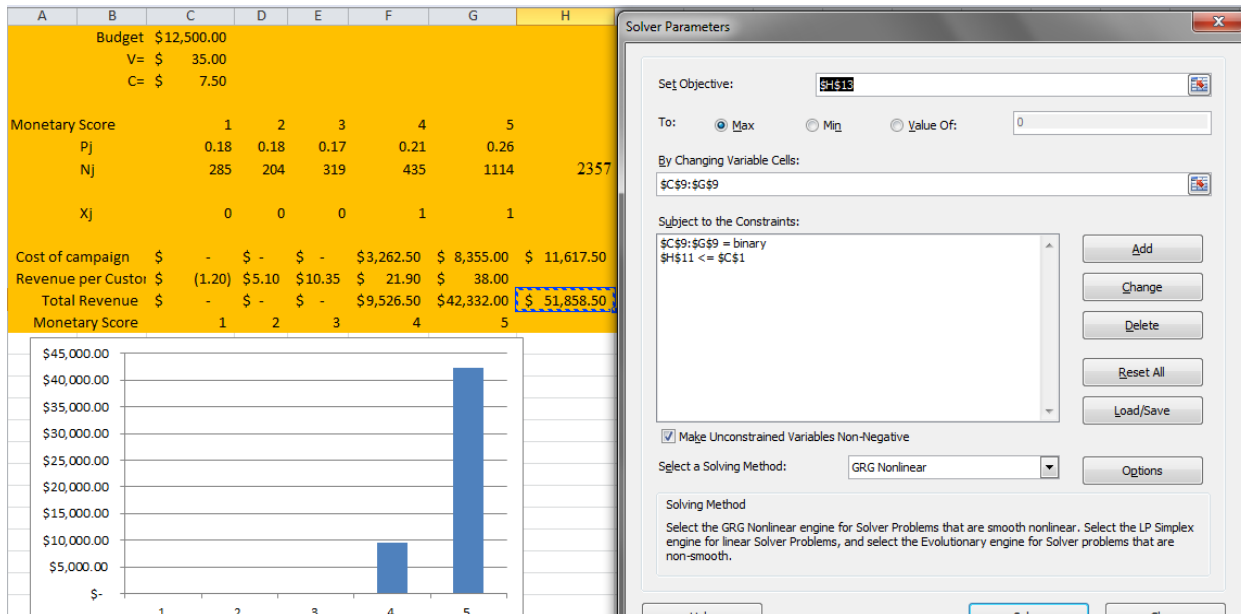 A B C D E F G H
Budget $12,500.00
V= $ 35.00
C= $ 7.50
Monetary Score 1 2 3 4 5
Pj 0.18 0.18 0.17 0.21 0.26
Nj 285 204 319 435 1114 2357
Xj 0 0 0 1 1
Cost of campaign $ - $ - $ - $3,262.50 $ 8,355.00 $ 11,617.50
Revenue per Custor $ (1.20) $5.10 $10.35 $ 21.90 $ 38.00
Total Revenue $ - $ - $ - $9,526.50 $42,332.00 $ 51,858.50
Monetary Score 1 2 3 4 5
$45,000.00
$40,000.00
$35,000.00
$30,000.00
$25,000.00
$20,000.00
$15,000.00
$10,000.00
$5,000.00
$-
1 2 3 4 5
Solver Parameters
Set Objective: $H$13
To: Max Min Value Of: 0
By Changing Variable Cells:
$C$9:$G$9
Subject to the Constraints:
$C$9:$G$9 = binary
$H$11 <= $C$1
Add
Change
Delete
Reset All
Load/Save
Make Unconstrained Variables Non-Negative
Select a Solving Method: GRG Nonlinear
Options
Solving Method
Select the GRG Nonlinear engine for Solver Problems that are smooth nonlinear. Select the LP Simplex
engine for linear Solver Problems, and select the Evolutionary engine for Solver problems that are
non-smooth.